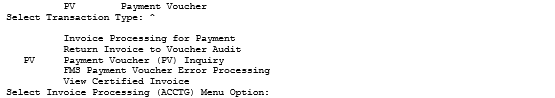 PV Payment Voucher
Select Transaction Type: ^
Invoice Processing for Payment
Return Invoice to Voucher Audit
PV Payment Voucher (PV) Inquiry
FMS Payment Voucher Error Processing
View Certified Invoice
Select Invoice Processing (ACCTG) Menu Option: